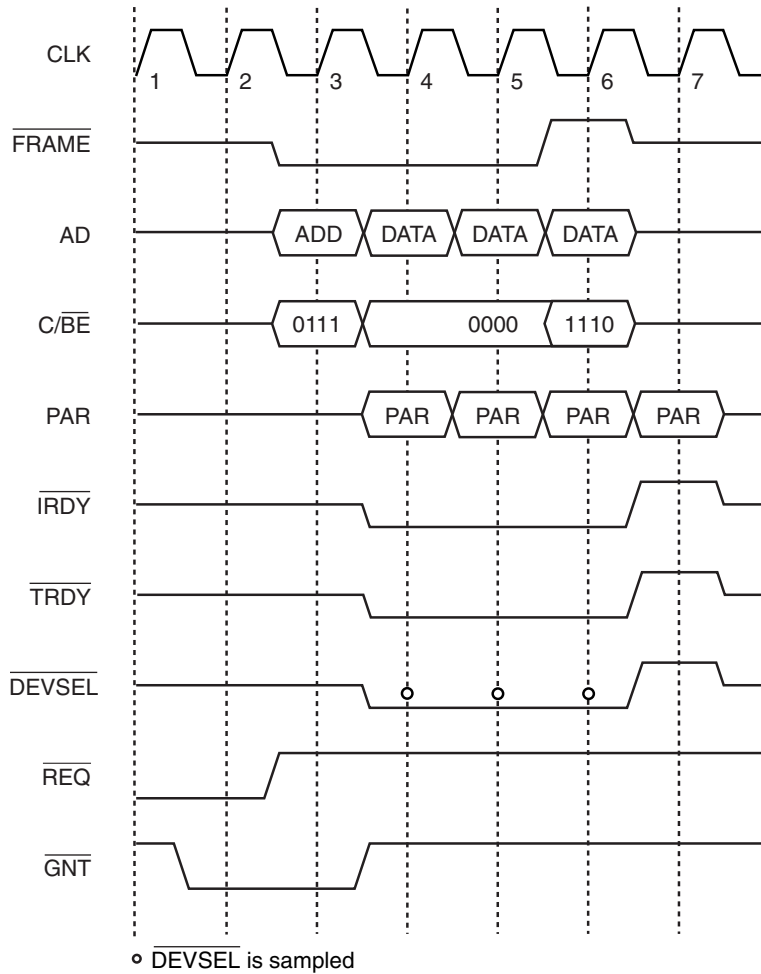 CLK
1 2 3 4 5 6 7
FRAME
AD ADD DATA DATA DATA
C/BE 0111 0000 1110
PAR PAR PAR PAR PAR
IRDY
TRDY
DEVSEL
REQ
GNT
DEVSEL is sampled